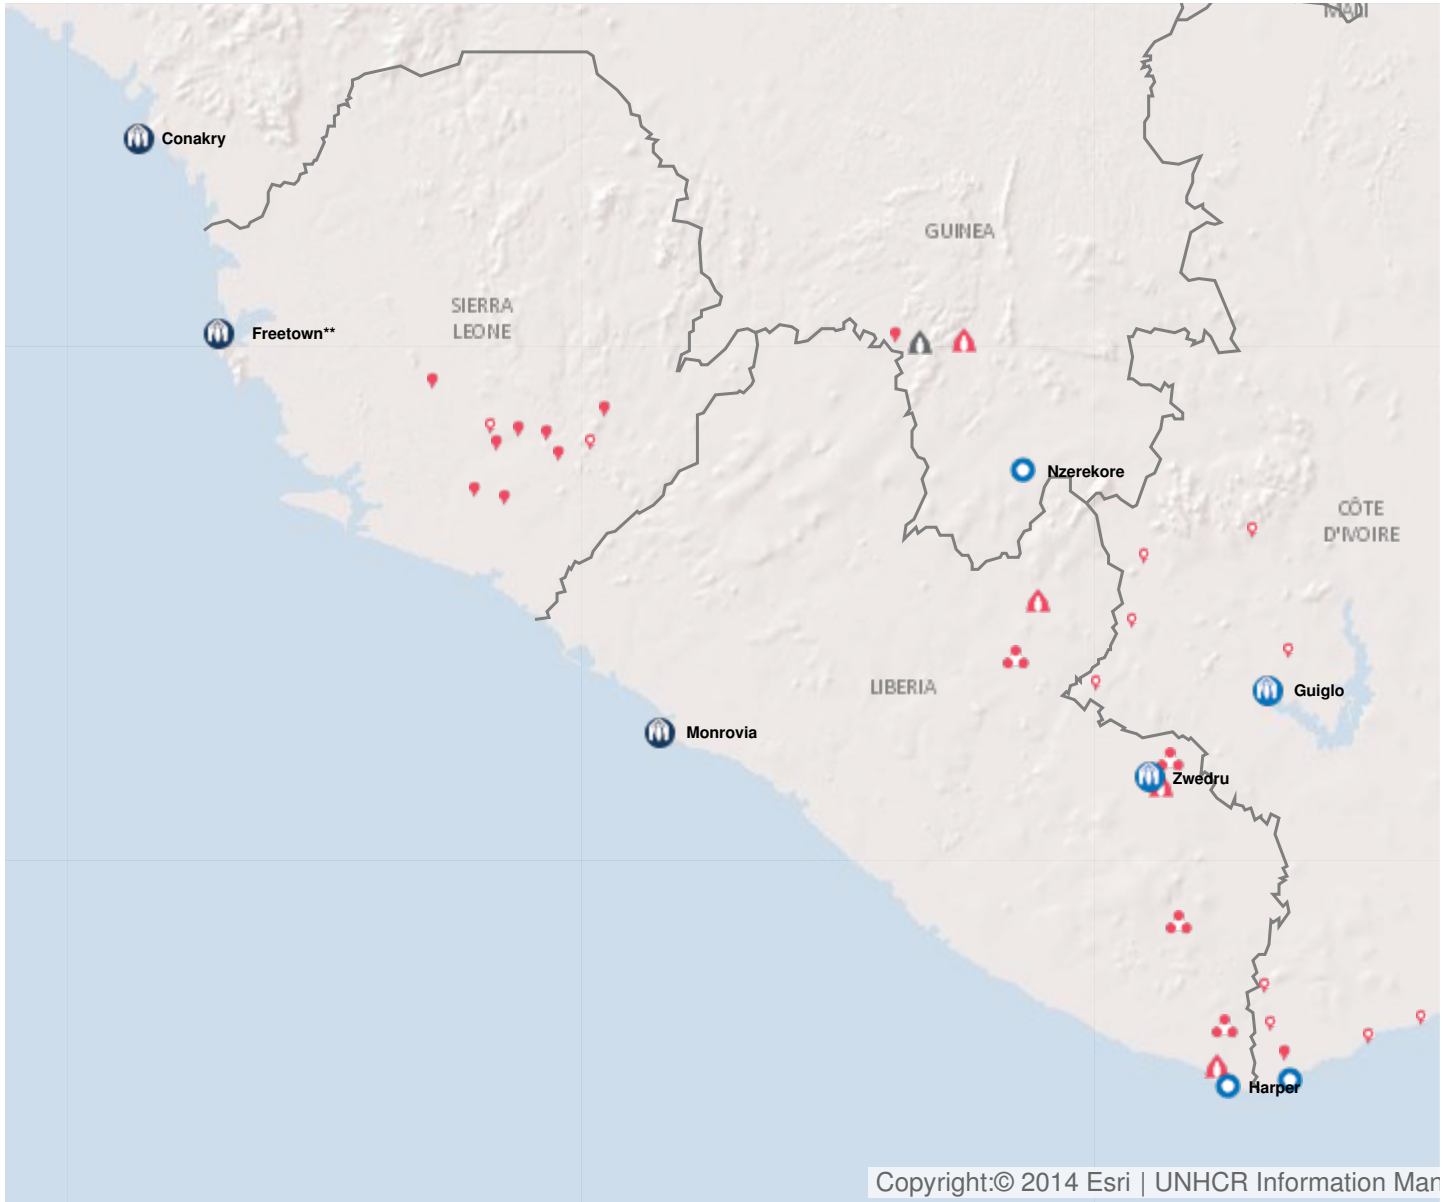 MADI
Conakry
GUINEA
SIERRA
LEONE
Freetown**
Nzerekore
CÔTE
D'IVOIRE
LIBERIA
Guiglo
Monrovia
Zwedru
Harper
Copyright:© 2014 Esri | UNHCR Information Man